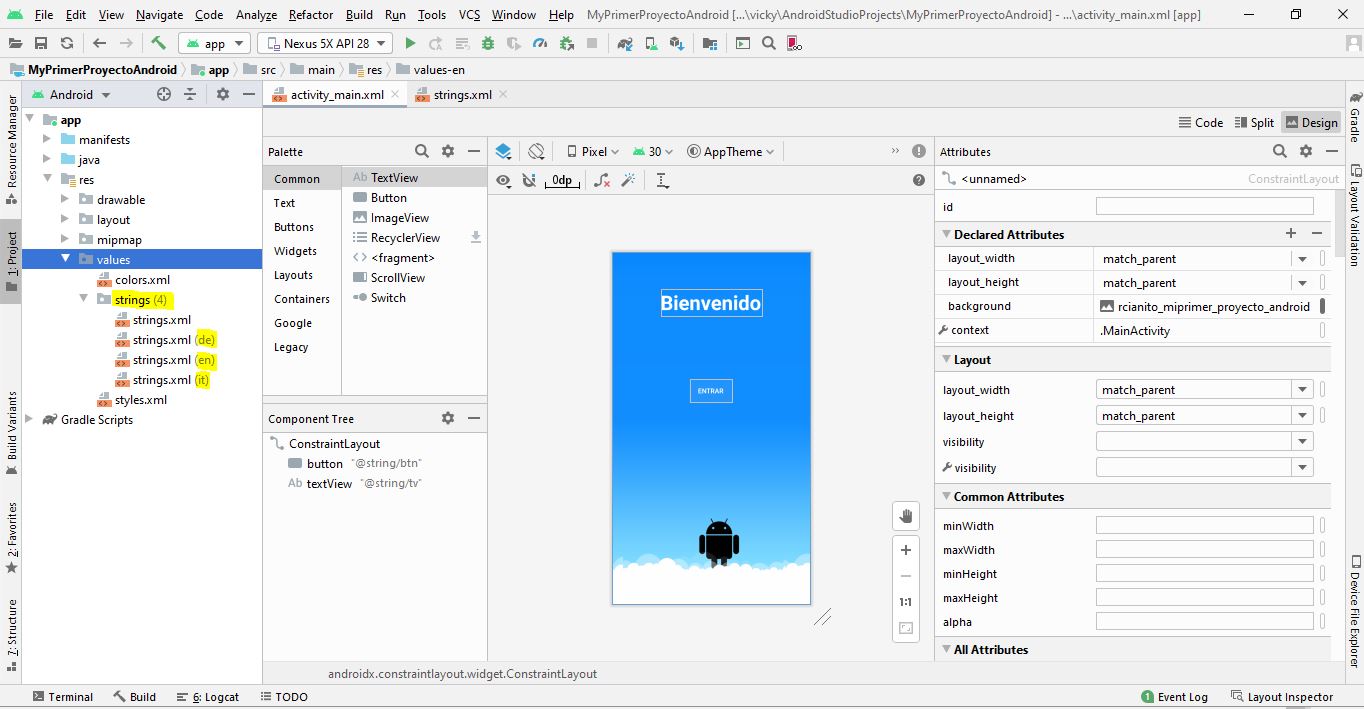 File Edit View Navigate Code Analyze Refactor Build Run Tools VCS Window Help MyPrimerProyectoAndroid [...\vicky\AndroidStudioProjects\MyPrimerProyectoAndroid] - ...\activity_main.xml [app]
app Nexus 5X API 28
MyPrimerProyectoAndroid app src main res values-en
Resource Manager
1: Project
Build Variants
2: Favorites
7: Structure
Android
app
manifests
java
res
drawable
layout
mipmap
values
colors.xml
strings (4)
strings.xml
strings.xml (de)
strings.xml (en)
strings.xml (it)
styles.xml
Gradle Scripts
activity_main.xml strings.xml
Code Split Design
Palette
Common
Text
Buttons
Widgets
Layouts
Containers
Google
Legacy
Ab TextView
Button
ImageView
RecyclerView
<fragment>
ScrollView
Switch
Component Tree
ConstraintLayout
button "@string/btn"
Ab textView "@string/tv"
Pixel 30 AppTheme
0dp
Bienvenido
ENTRAR
1:1
androidx.constraintlayout.widget.ConstraintLayout
Attributes
<unnamed> ConstraintLayout
id
Declared Attributes
layout_width match_parent
layout_height match_parent
background rcianito_miprimer_proyecto_android
context .MainActivity
Layout
layout_width match_parent
layout_height match_parent
visibility
visibility
Common Attributes
minWidth
maxWidth
minHeight
maxHeight
alpha
All Attributes
Gradle
Layout Validation
Device File Explorer
Terminal Build 6: Logcat TODO 1 Event Log Layout Inspector